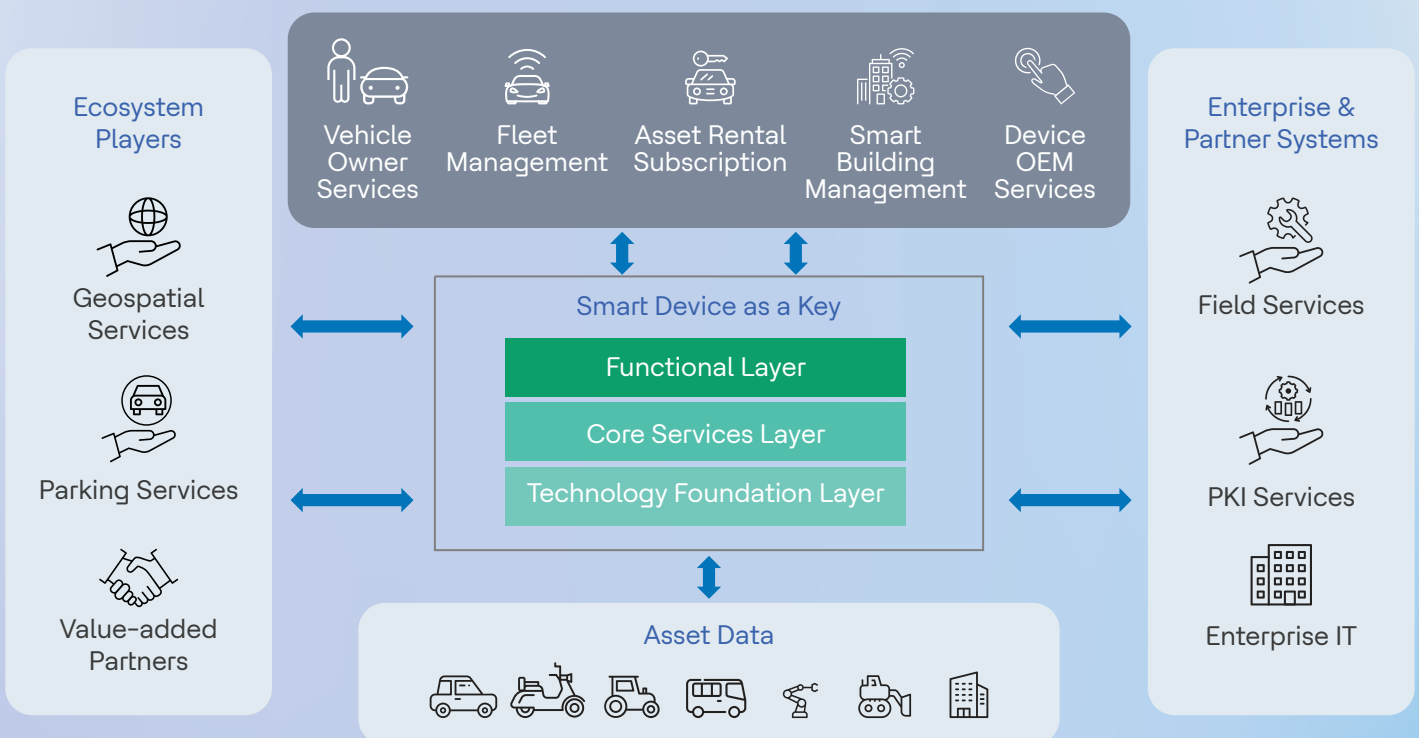 Ecosystem
Players
Geospatial
Services
Parking Services
Value-added
Partners
Vehicle
Owner
Services
Fleet
Management
Asset Rental
Subscription
Smart
Building
Management
Device
OEM
Services
Smart Device as a Key
Functional Layer
Core Services Layer
Technology Foundation Layer
Asset Data
Enterprise &
Partner Systems
Field Services
PKI Services
Enterprise IT